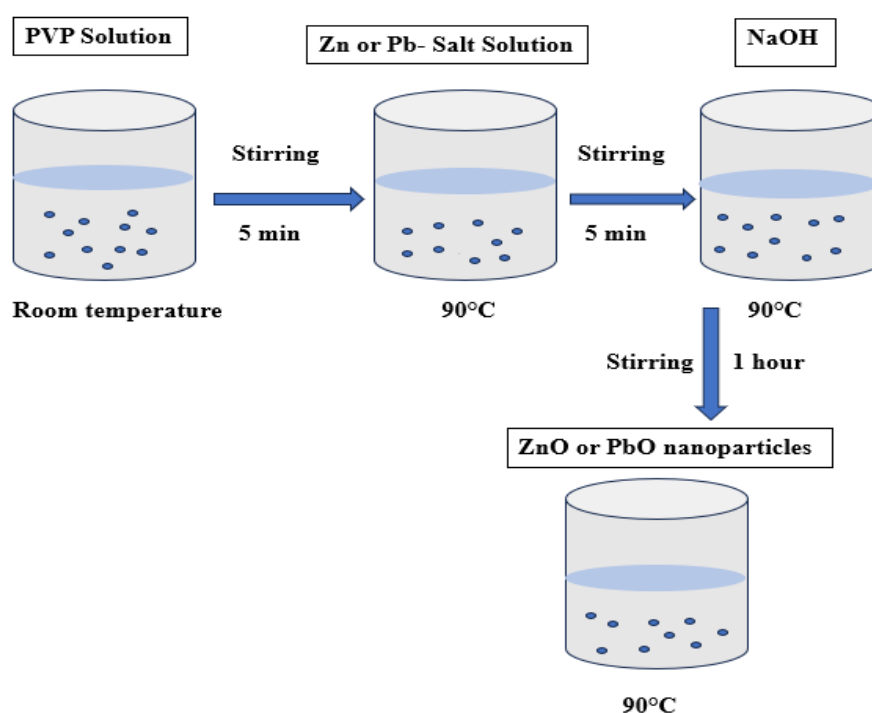 PVP Solution
Zn or Pb- Salt Solution
NaOH
Stirring
5 min
Stirring
5 min
Room temperature
90°C
90°C
Stirring
1 hour
ZnO or PbO nanoparticles
90°C